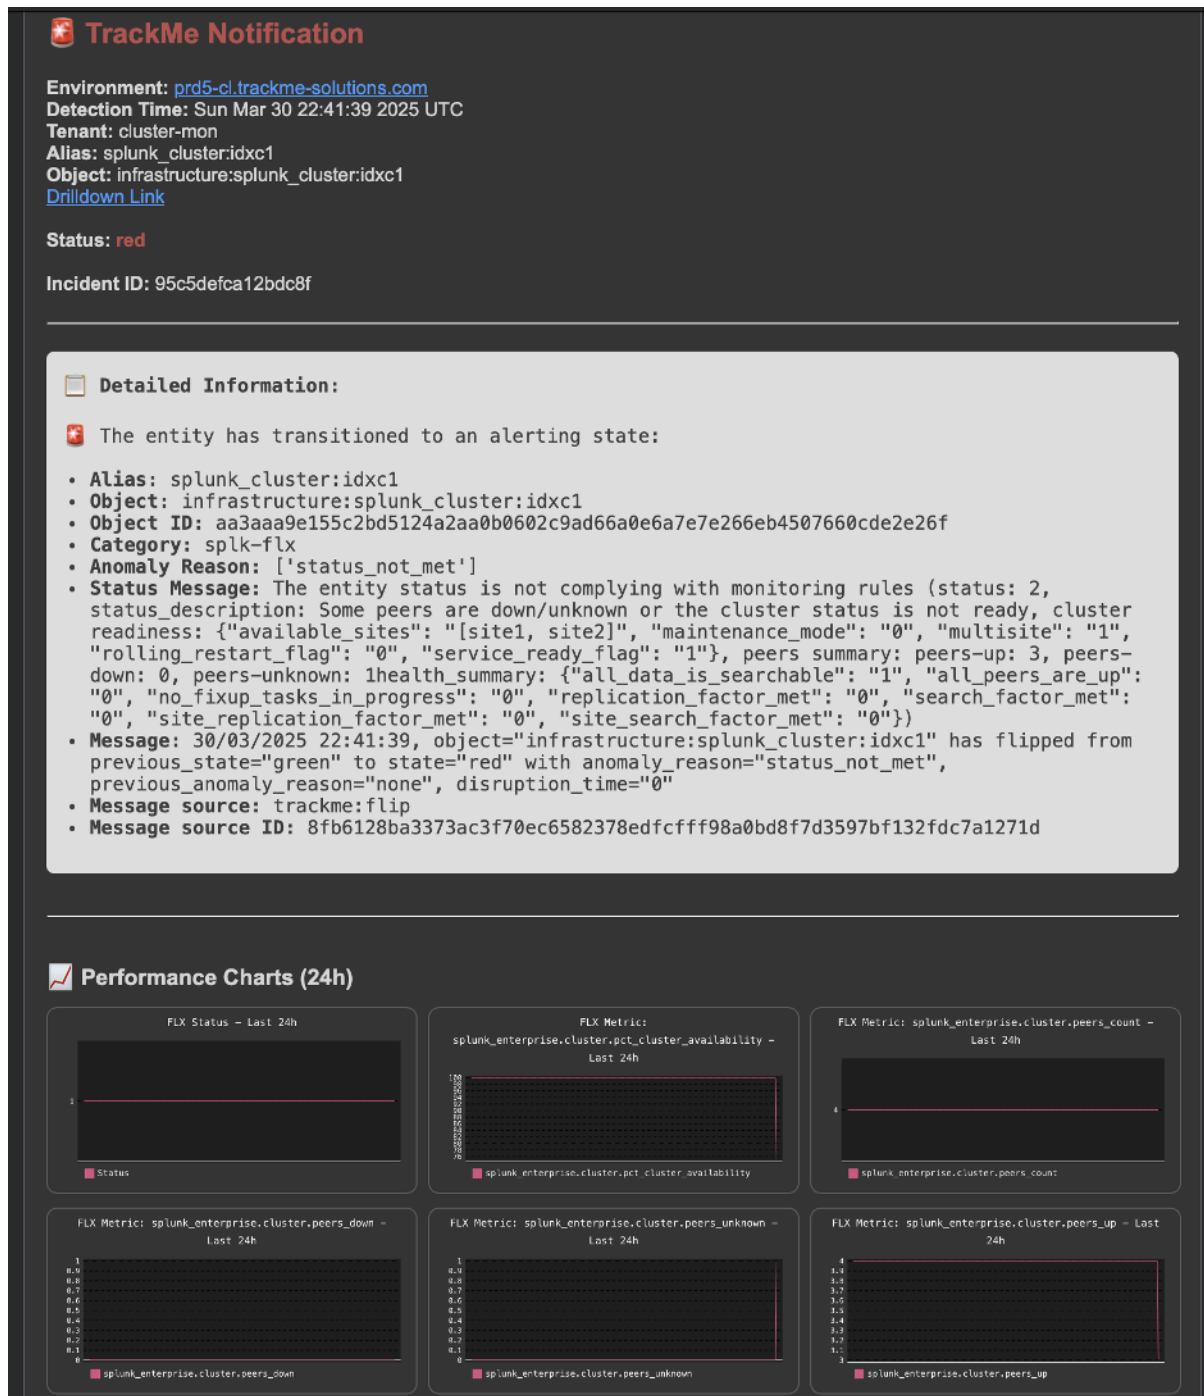 TrackMe Notification
Environment: prd5-cl.trackme-solutions.com
Detection Time: Sun Mar 30 22:41:39 2025 UTC
Tenant: cluster-mon
Alias: splunk_cluster:idxc1
Object: infrastructure:splunk_cluster:idxc1
Drilldown Link
Status: red
Incident ID: 95c5defca12bdc8f
Detailed Information:
The entity has transitioned to an alerting state:
• Alias: splunk_cluster:idxc1
• Object: infrastructure:splunk_cluster:idxc1
• Object ID: aa3aaa9e155c2bd5124a2aa0b0602c9ad66a0e6a7e7e266eb4507660cde2e26f
• Category: splk-flx
• Anomaly Reason: ['status_not_met']
• Status Message: The entity status is not complying with monitoring rules (status: 2,
status_description: Some peers are down/unknown or the cluster status is not ready, cluster
readiness: {"available_sites": "[site1, site2]", "maintenance_mode": "0", "multisite": "1",
"rolling_restart_flag": "0", "service_ready_flag": "1"}, peers summary: peers-up: 3, peers-
down: 0, peers-unknown: 1health_summary: {"all_data_is_searchable": "1", "all_peers_are_up":
"0", "no_fixup_tasks_in_progress": "0", "replication_factor_met": "0", "search_factor_met":
"0", "site_replication_factor_met": "0", "site_search_factor_met": "0"})
• Message: 30/03/2025 22:41:39, object="infrastructure:splunk_cluster:idxc1" has flipped from
previous_state="green" to state="red" with anomaly_reason="status_not_met",
previous_anomaly_reason="none", disruption_time="0"
• Message source: trackme:flip
• Message source ID: 8fb6128ba3373ac3f70ec6582378edfcfff98a0bd8f7d3597bf132fdc7a1271d
Performance Charts (24h)
FLX Status – Last 24h
1
Status
FLX Metric:
splunk_enterprise.cluster.pct_cluster_availability –
Last 24h
100
98
96
94
92
90
88
86
84
82
80
78
76
splunk_enterprise.cluster.pct_cluster_availability
FLX Metric: splunk_enterprise.cluster.peers_count –
Last 24h
4
splunk_enterprise.cluster.peers_count
FLX Metric: splunk_enterprise.cluster.peers_down –
Last 24h
1
0.9
0.8
0.7
0.6
0.5
0.4
0.3
0.2
0.1
0
splunk_enterprise.cluster.peers_down
FLX Metric: splunk_enterprise.cluster.peers_unknown –
Last 24h
1
0.9
0.8
0.7
0.6
0.5
0.4
0.3
0.2
0.1
0
splunk_enterprise.cluster.peers_unknown
FLX Metric: splunk_enterprise.cluster.peers_up – Last
24h
4
3.9
3.8
3.7
3.6
3.5
3.4
3.3
3.2
3.1
3
splunk_enterprise.cluster.peers_up